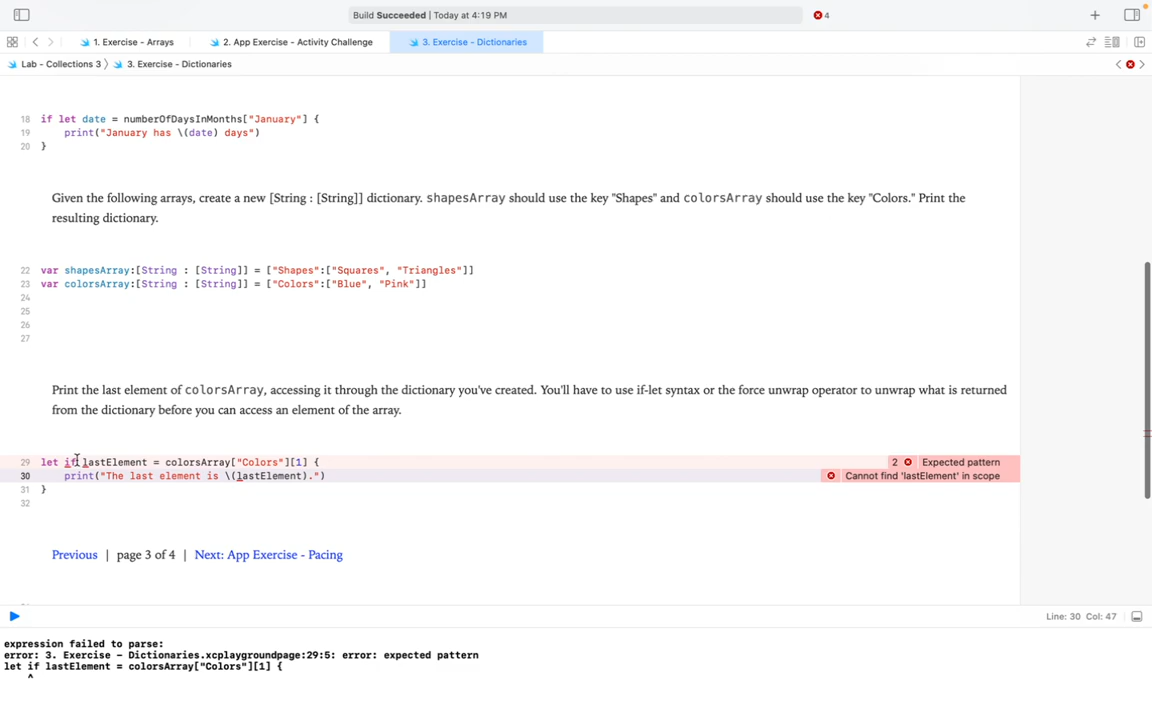 Build Succeeded | Today at 4:19 PM
4
1. Exercise - Arrays
2. App Exercise - Activity Challenge
3. Exercise - Dictionaries
Lab - Collections 3 〉 3. Exercise - Dictionaries
18 if let date = numberOfDaysInMonths["January"] {
19 print("January has \(date) days")
20 }
Given the following arrays, create a new [String : [String]] dictionary. shapesArray should use the key "Shapes" and colorsArray should use the key "Colors." Print the
resulting dictionary.
22 var shapesArray:[String : [String]] = ["Shapes":["Squares", "Triangles"]]
23 var colorsArray:[String : [String]] = ["Colors":["Blue", "Pink"]]
24
25
26
27
Print the last element of colorsArray, accessing it through the dictionary you've created. You'll have to use if-let syntax or the force unwrap operator to unwrap what is returned
from the dictionary before you can access an element of the array.
29 let if lastElement = colorsArray["Colors"][1] { 2 Expected pattern
30 print("The last element is \(lastElement).") Cannot find 'lastElement' in scope
31 }
32
Previous | page 3 of 4 | Next: App Exercise - Pacing
Line: 30 Col: 47
expression failed to parse:
error: 3. Exercise – Dictionaries.xcplaygroundpage:29:5: error: expected pattern
let if lastElement = colorsArray["Colors"][1] {
^